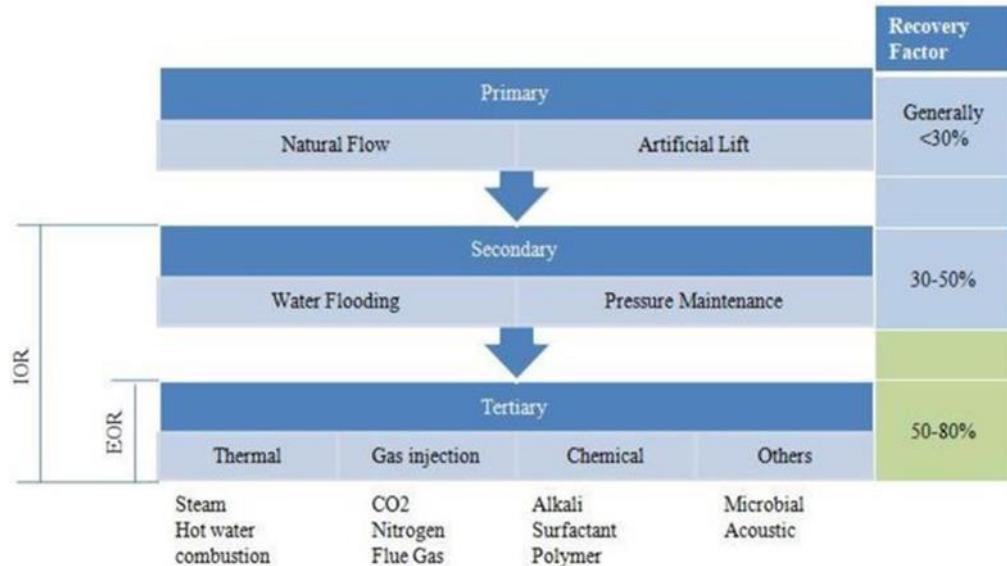 Recovery
Factor
Primary
Generally
<30%
Natural Flow
Artificial Lift
Secondary
30-50%
Water Flooding
Pressure Maintenance
IOR
EOR
Tertiary
50-80%
Thermal
Gas injection
Chemical
Others
Steam
Hot water
combustion
CO2
Nitrogen
Flue Gas
Alkali
Surfactant
Polymer
Microbial
Acoustic